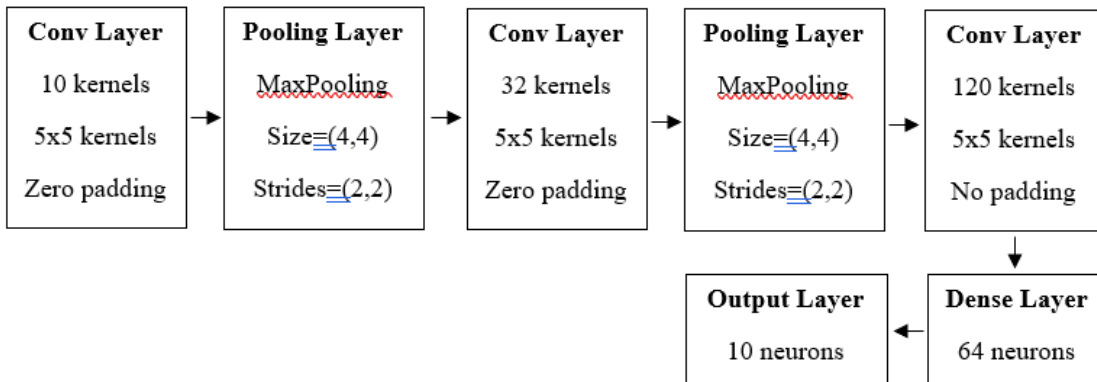 Conv Layer
10 kernels
5x5 kernels
Zero padding
Pooling Layer
MaxPooling
Size=(4,4)
Strides=(2,2)
Conv Layer
32 kernels
5x5 kernels
Zero padding
Pooling Layer
MaxPooling
Size=(4,4)
Strides=(2,2)
Conv Layer
120 kernels
5x5 kernels
No padding
Dense Layer
64 neurons
Output Layer
10 neurons